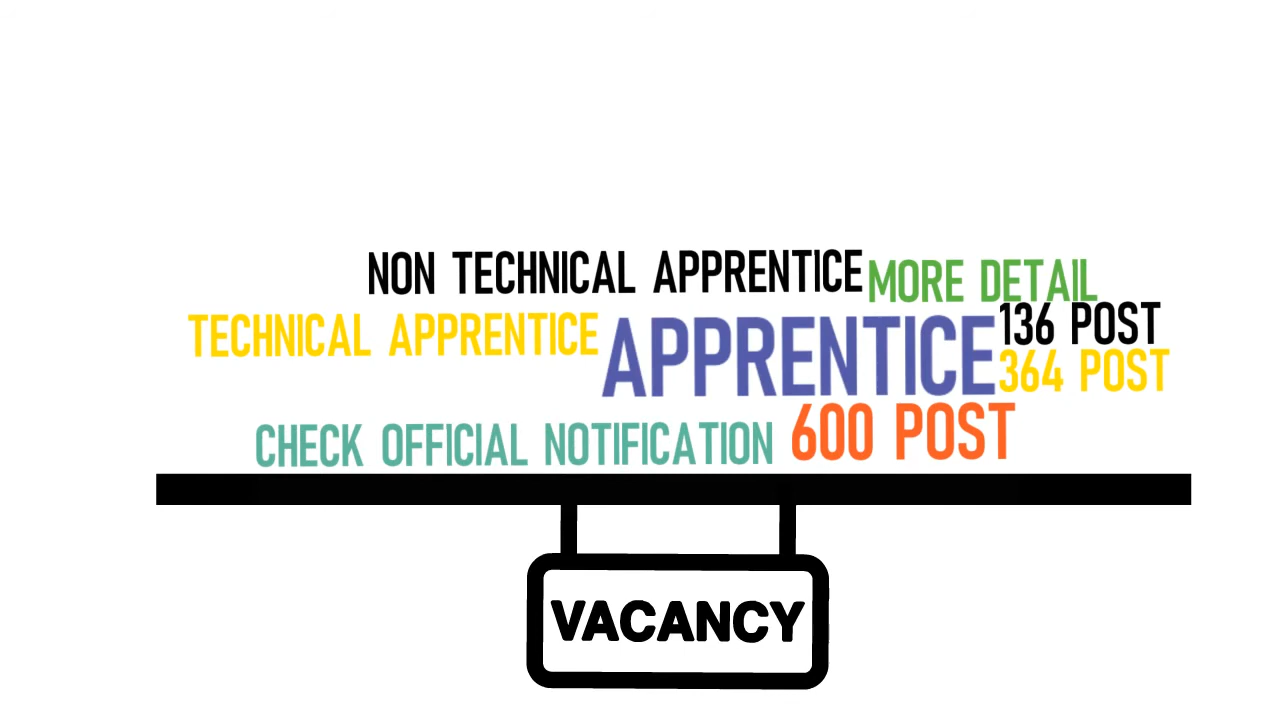 NON TECHNICAL APPRENTICE
MORE DETAIL
TECHNICAL APPRENTICE
APPRENTICE
136 POST
364 POST
CHECK OFFICIAL NOTIFICATION
600 POST
VACANCY